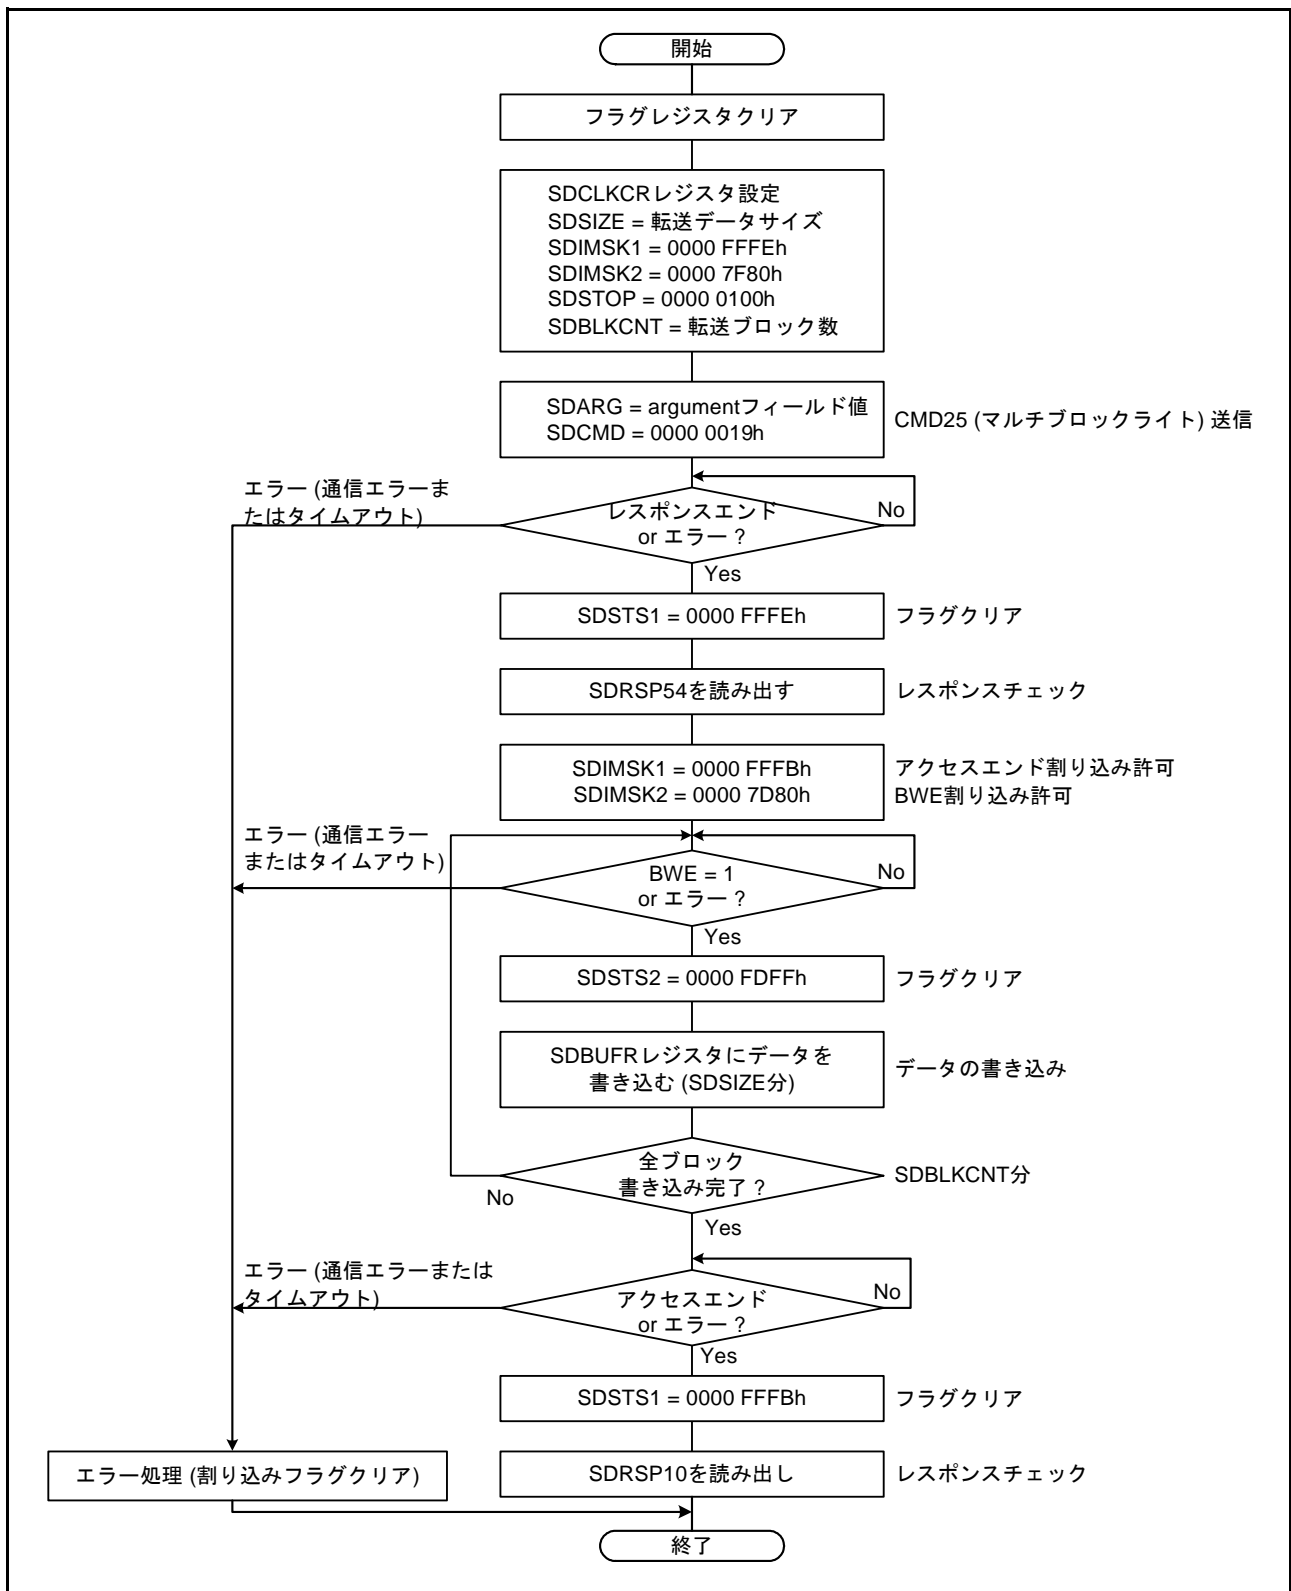 開始
フラグレジスタクリア
SDCLKCRレジスタ設定
SDSIZE = 転送データサイズ
SDIMSK1 = 0000 FFFEh
SDIMSK2 = 0000 7F80h
SDSTOP = 0000 0100h
SDBLKCNT = 転送ブロック数
SDARG = argumentフィールド値
SDCMD = 0000 0019h
CMD25 (マルチブロックライト) 送信
エラー (通信エラーま
たはタイムアウト)
レスポンスエンド
or エラー ?
No
Yes
SDSTS1 = 0000 FFFEh
フラグクリア
SDRSP54を読み出す
レスポンスチェック
SDIMSK1 = 0000 FFFBh
SDIMSK2 = 0000 7D80h
アクセスエンド割り込み許可
BWE割り込み許可
エラー (通信エラー
またはタイムアウト)
BWE = 1
or エラー ?
No
Yes
SDSTS2 = 0000 FDFFh
フラグクリア
SDBUFRレジスタにデータを
書き込む (SDSIZE分)
データの書き込み
全ブロック
書き込み完了 ?
SDBLKCNT分
No
Yes
エラー (通信エラーまたは
タイムアウト)
アクセスエンド
or エラー ?
No
Yes
SDSTS1 = 0000 FFFBh
フラグクリア
エラー処理 (割り込みフラグクリア)
SDRSP10を読み出し
レスポンスチェック
終了